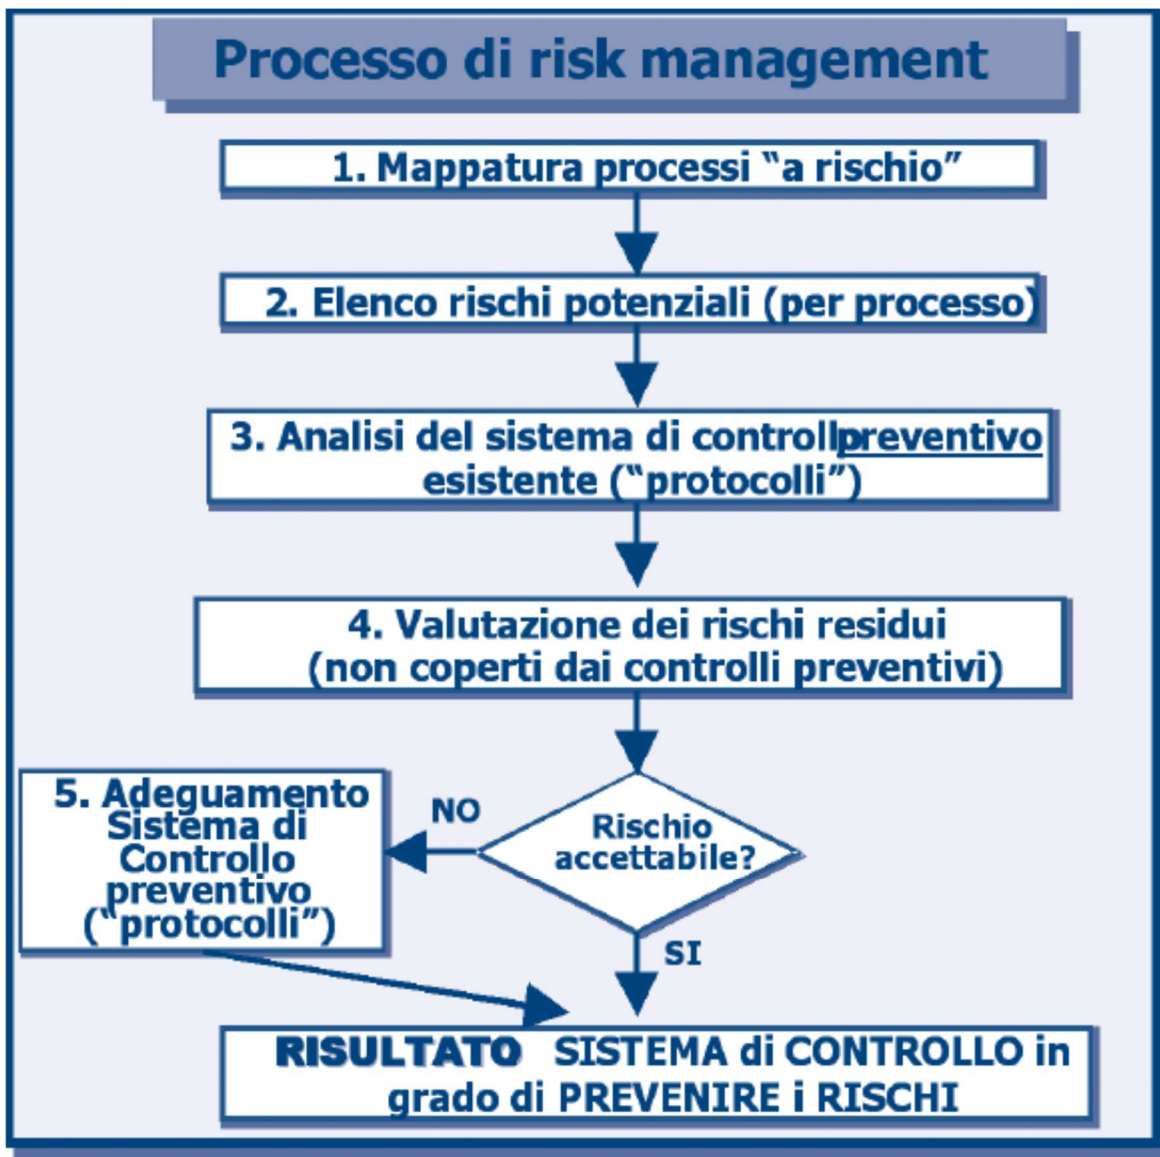 Processo di risk management
1. Mappatura processi “a rischio”
2. Elenco rischi potenziali (per processo)
3. Analisi del sistema di controllo preventivo
esistente (“protocolli”)
4. Valutazione dei rischi residui
(non coperti dai controlli preventivi)
Rischio
accettabile?
NO
5. Adeguamento
Sistema di
Controllo
preventivo
(“protocolli”)
SI
RISULTATO SISTEMA di CONTROLLO in
grado di PREVENIRE i RISCHI